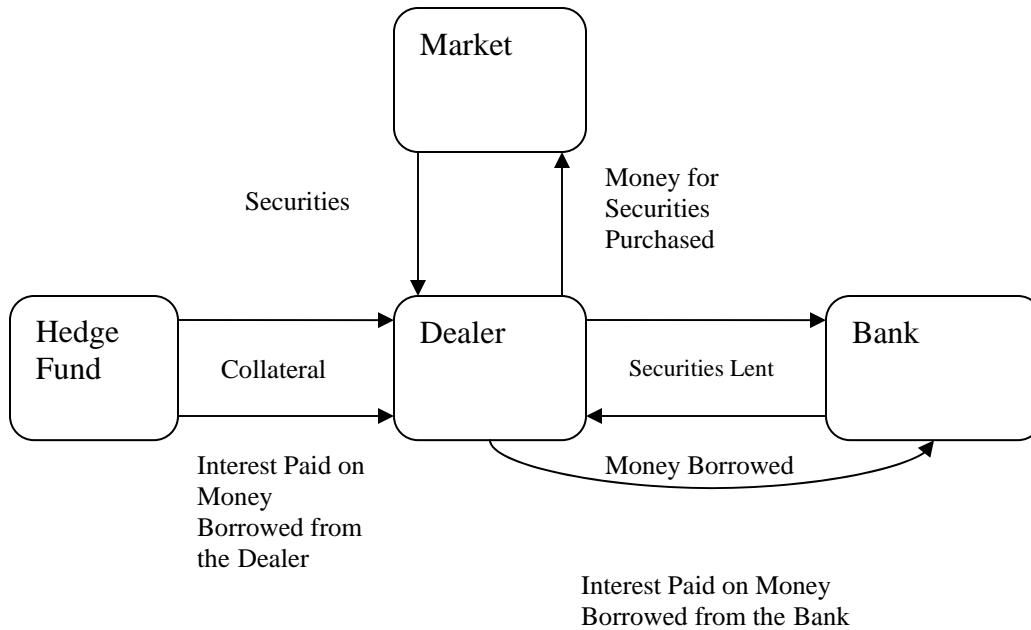 Market
Securities
Money for
Securities
Purchased
Hedge
Fund
Collateral
Dealer
Securities Lent
Bank
Interest Paid on
Money
Borrowed from
the Dealer
Money Borrowed
Interest Paid on Money
Borrowed from the Bank